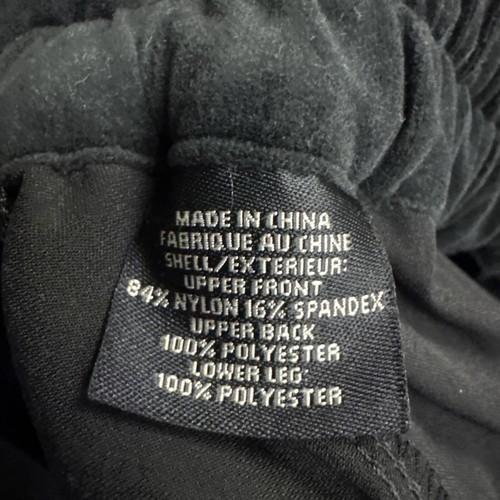 MADE IN CHINA
FABRIQUE AU CHINE
SHELL/EXTERIEUR:
UPPER FRONT
84% NYLON 16% SPANDEX
UPPER BACK
100% POLYESTER
LOWER LEG
100% POLYESTER